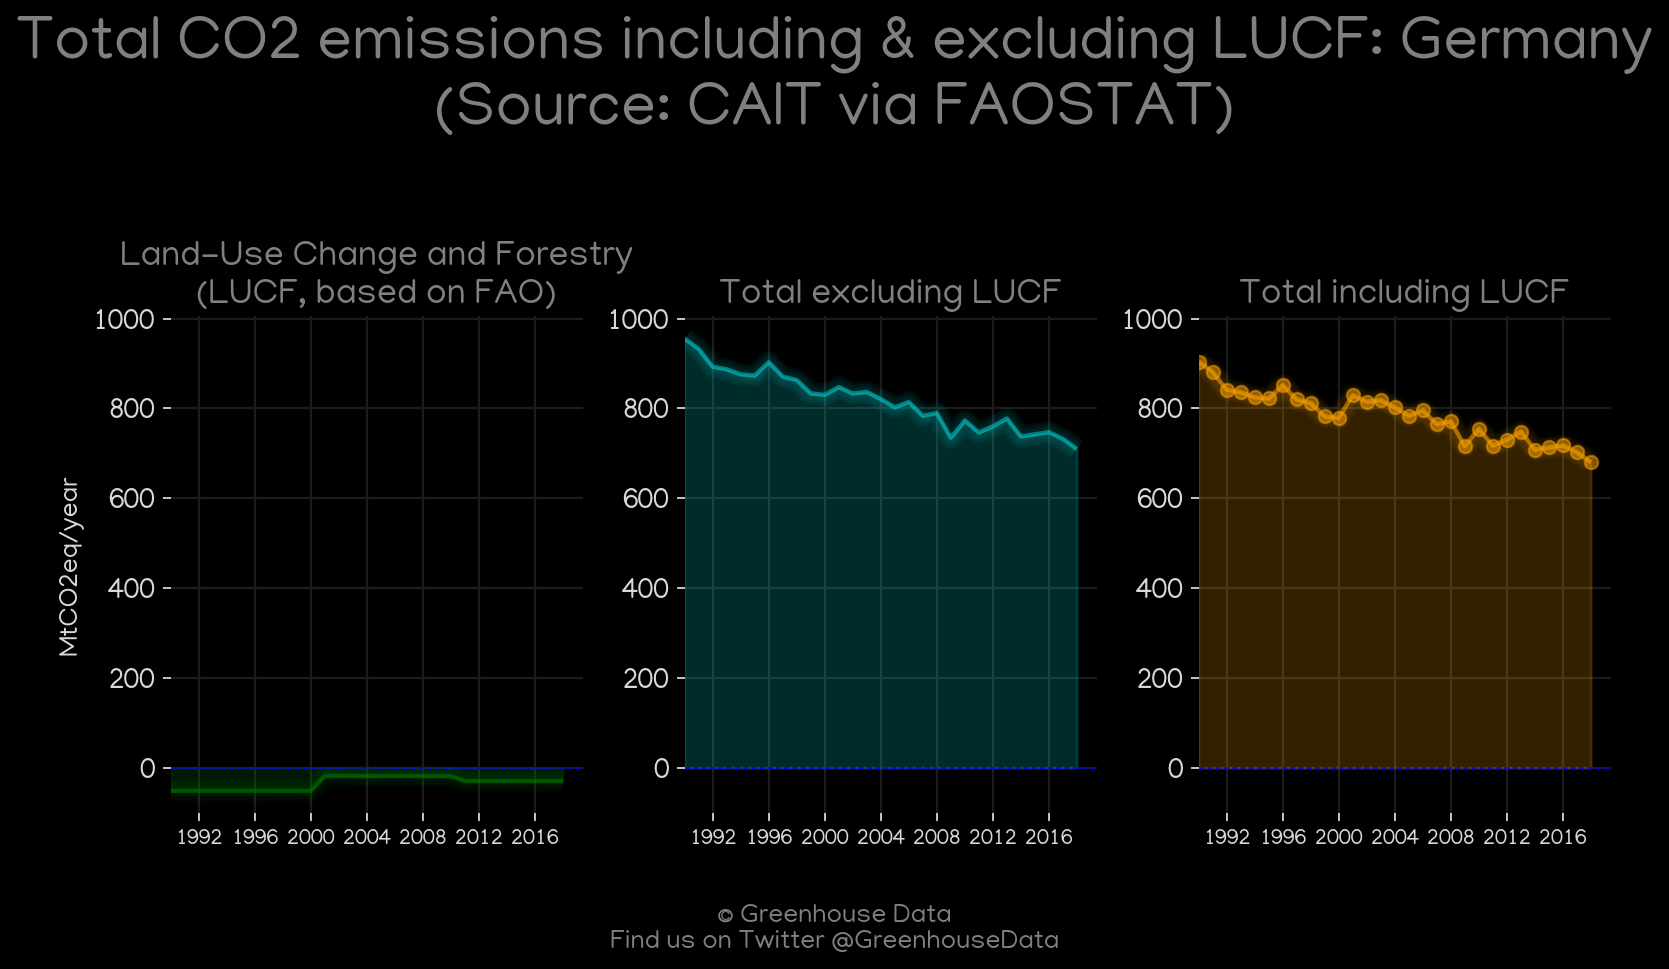 Total CO2 emissions including & excluding LUCF: Germany
(Source: CAIT via FAOSTAT)
Land-Use Change and Forestry
(LUCF, based on FAO)
MtCO2eq/year
1000
800
600
400
200
0
1992 1996 2000 2004 2008 2012 2016
Total excluding LUCF
1000
800
600
400
200
0
1992 1996 2000 2004 2008 2012 2016
Total including LUCF
1000
800
600
400
200
0
1992 1996 2000 2004 2008 2012 2016
© Greenhouse Data
Find us on Twitter @GreenhouseData